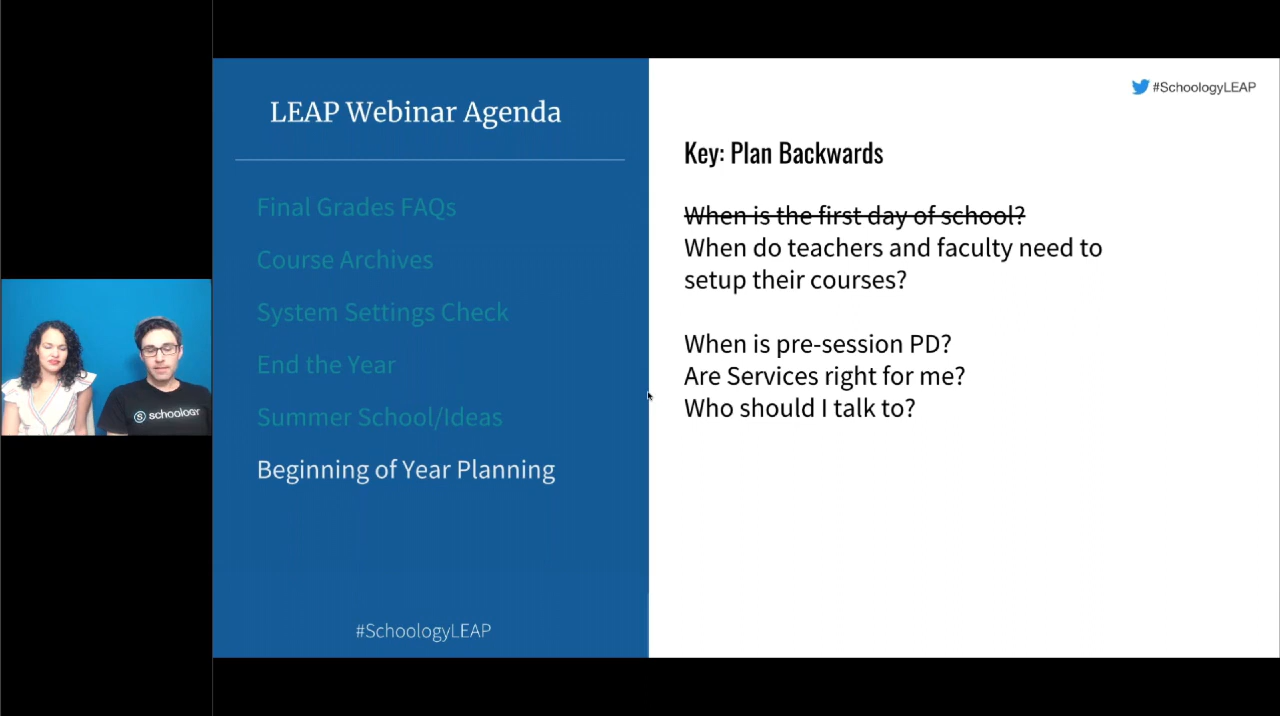 LEAP Webinar Agenda
Final Grades FAQs
Course Archives
System Settings Check
End the Year
Summer School/Ideas
Beginning of Year Planning
#SchoologyLEAP
#SchoologyLEAP
Key: Plan Backwards
When is the first day of school?
When do teachers and faculty need to
setup their courses?
When is pre-session PD?
Are Services right for me?
Who should I talk to?
schoology